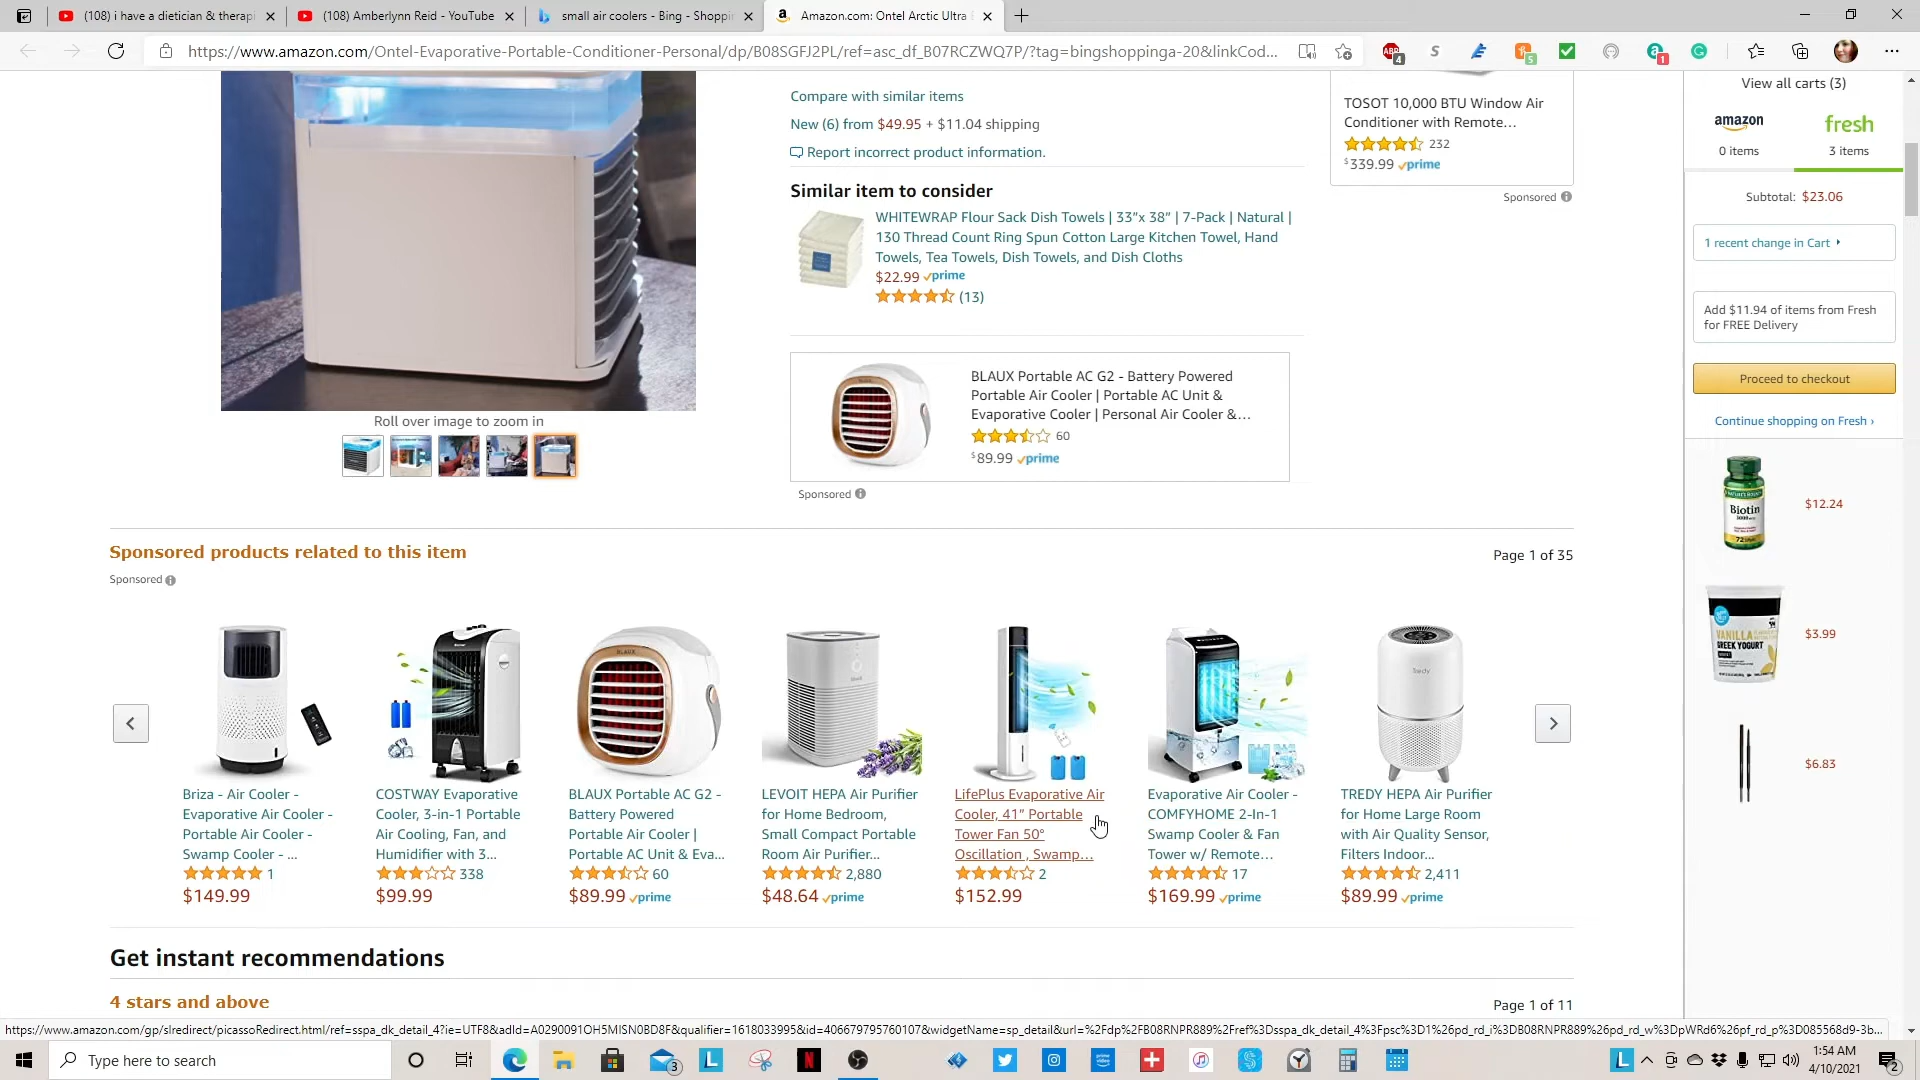 (108) i have a dietician & therapi
(108) Amberlynn Reid - YouTube
small air coolers - Bing - Shoppin
Amazon.com: Ontel Arctic Ultra
https://www.amazon.com/Ontel-Evaporative-Portable-Conditioner-Personal/dp/B08SGFJ2PL/ref=asc_df_B07RCZWQ7P/?tag=bingshoppinga-20&linkCod...
Compare with similar items
New (6) from $49.95 + $11.04 shipping
Report incorrect product information.
Similar item to consider
WHITEWRAP Flour Sack Dish Towels | 33”x 38” | 7-Pack | Natural |
130 Thread Count Ring Spun Cotton Large Kitchen Towel, Hand
Towels, Tea Towels, Dish Towels, and Dish Cloths
$22.99 prime
(13)
BLAUX Portable AC G2 - Battery Powered
Portable Air Cooler | Portable AC Unit &
Evaporative Cooler | Personal Air Cooler &…
60
$89.99 prime
Sponsored
TOSOT 10,000 BTU Window Air
Conditioner with Remote…
232
$339.99 prime
Sponsored
View all carts (3)
amazon
fresh
0 items
3 items
Subtotal: $23.06
1 recent change in Cart
Add $11.94 of items from Fresh
for FREE Delivery
Proceed to checkout
Continue shopping on Fresh ›
Biotin
$12.24
VANILLA
GREEK YOGURT
$3.99
$6.83
Roll over image to zoom in
Sponsored products related to this item
Page 1 of 35
Sponsored
Briza - Air Cooler -
Evaporative Air Cooler -
Portable Air Cooler -
Swamp Cooler - …
1
$149.99
COSTWAY Evaporative
Cooler, 3-in-1 Portable
Air Cooling, Fan, and
Humidifier with 3…
338
$99.99
BLAUX
BLAUX Portable AC G2 -
Battery Powered
Portable Air Cooler |
Portable AC Unit & Eva…
60
$89.99 prime
LEVOIT HEPA Air Purifier
for Home Bedroom,
Small Compact Portable
Room Air Purifier…
2,880
$48.64 prime
LifePlus Evaporative Air
Cooler, 41” Portable
Tower Fan 50°
Oscillation , Swamp…
2
$152.99
Evaporative Air Cooler -
COMFYHOME 2-In-1
Swamp Cooler & Fan
Tower w/ Remote…
17
$169.99 prime
TREDY HEPA Air Purifier
for Home Large Room
with Air Quality Sensor,
Filters Indoor…
2,411
$89.99 prime
Get instant recommendations
4 stars and above
Page 1 of 11
https://www.amazon.com/gp/slredirect/picassoRedirect.html/ref=sspa_dk_detail_4?ie=UTF8&adId=A0290091OH5MISN0BD8F&qualifier=1618033995&id=406679795760107&widgetName=sp_detail&url=%2Fdp%2FB08RNPR889%2Fref%3Dsspa_dk_detail_4%3Fpsc%3D1%26pd_rd_i%3DB08RNPR889%26pd_rd_w%3DpWRd6%26pf_rd_p%3D085568d9-3b...
Type here to search
1:54 AM
4/10/2021